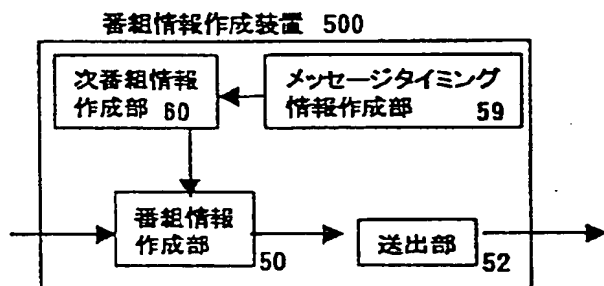 番組情報作成装置 500
次番組情報
作成部 60
メッセージタイミング
情報作成部 59
番組情報
作成部
50
送出部
52